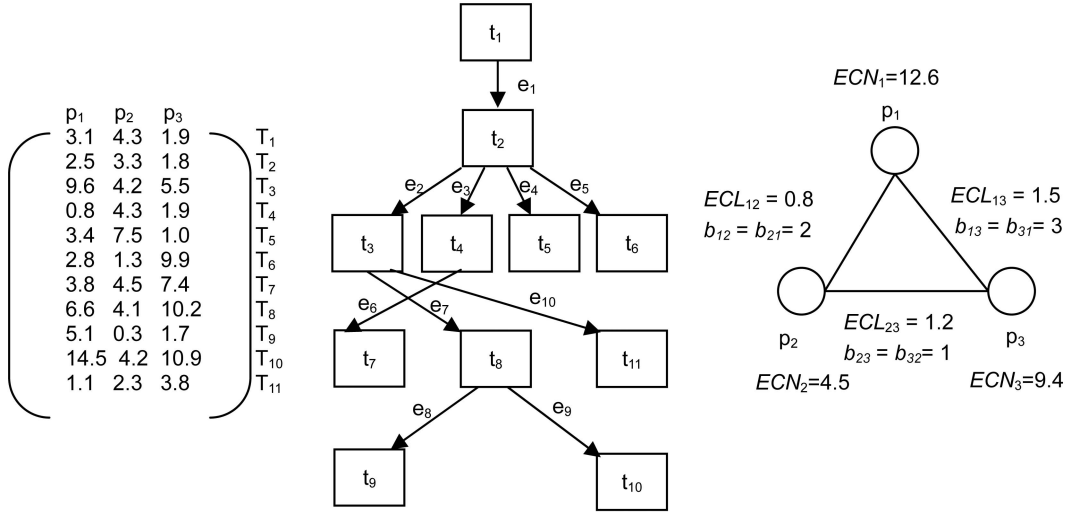 p₁ p₂ p₃
3.1 4.3 1.9 T₁
2.5 3.3 1.8 T₂
9.6 4.2 5.5 T₃
0.8 4.3 1.9 T₄
3.4 7.5 1.0 T₅
2.8 1.3 9.9 T₆
3.8 4.5 7.4 T₇
6.6 4.1 10.2 T₈
5.1 0.3 1.7 T₉
14.5 4.2 10.9 T₁₀
1.1 2.3 3.8 T₁₁
t₁
e₁
t₂
e₂ e₃ e₄ e₅
t₃ t₄ t₅ t₆
e₆ e₇ e₁₀
t₇ t₈ t₁₁
e₈ e₉
t₉ t₁₀
ECN₁=12.6
p₁
ECL₁₂ = 0.8
b₁₂ = b₂₁= 2
ECL₁₃ = 1.5
b₁₃ = b₃₁= 3
ECL₂₃ = 1.2
b₂₃ = b₃₂= 1
p₂ p₃
ECN₂=4.5 ECN₃=9.4